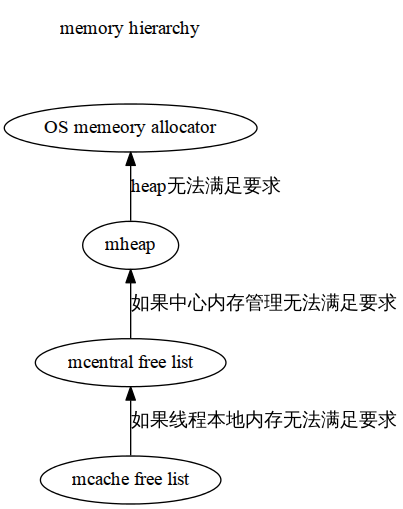 memory hierarchy
OS memeory allocator
heap无法满足要求
mheap
如果中心内存管理无法满足要求
mcentral free list
如果线程本地内存无法满足要求
mcache free list